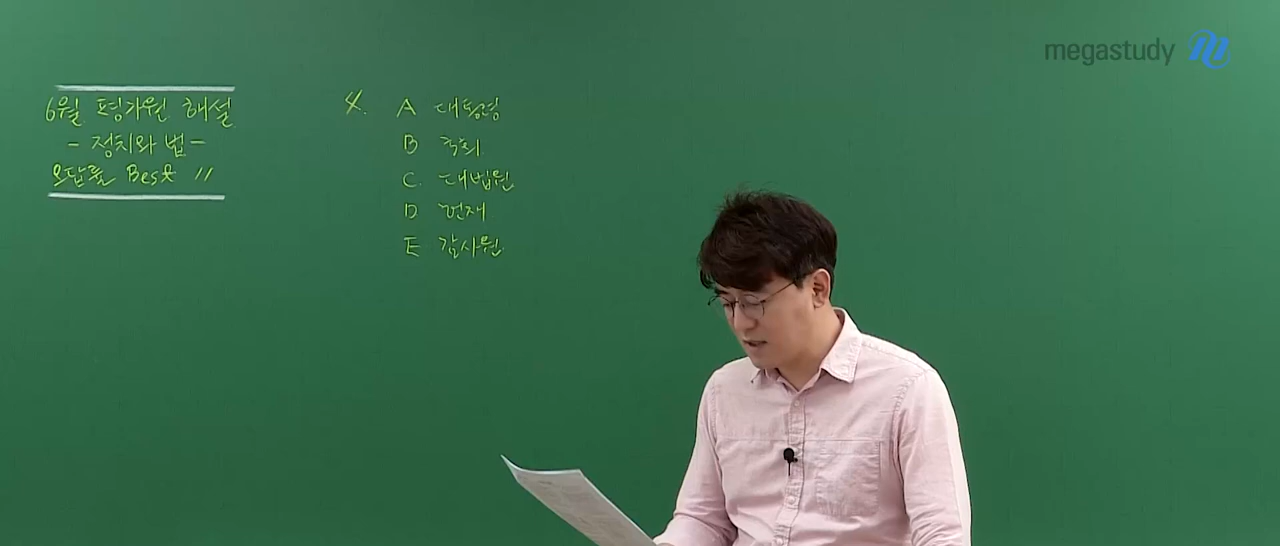 megastudy
6월 평가원 해설
- 정치와 법 -
오답률 Best
4. A 대통령
B 국회
C. 대법원
D 헌재
E 감사원